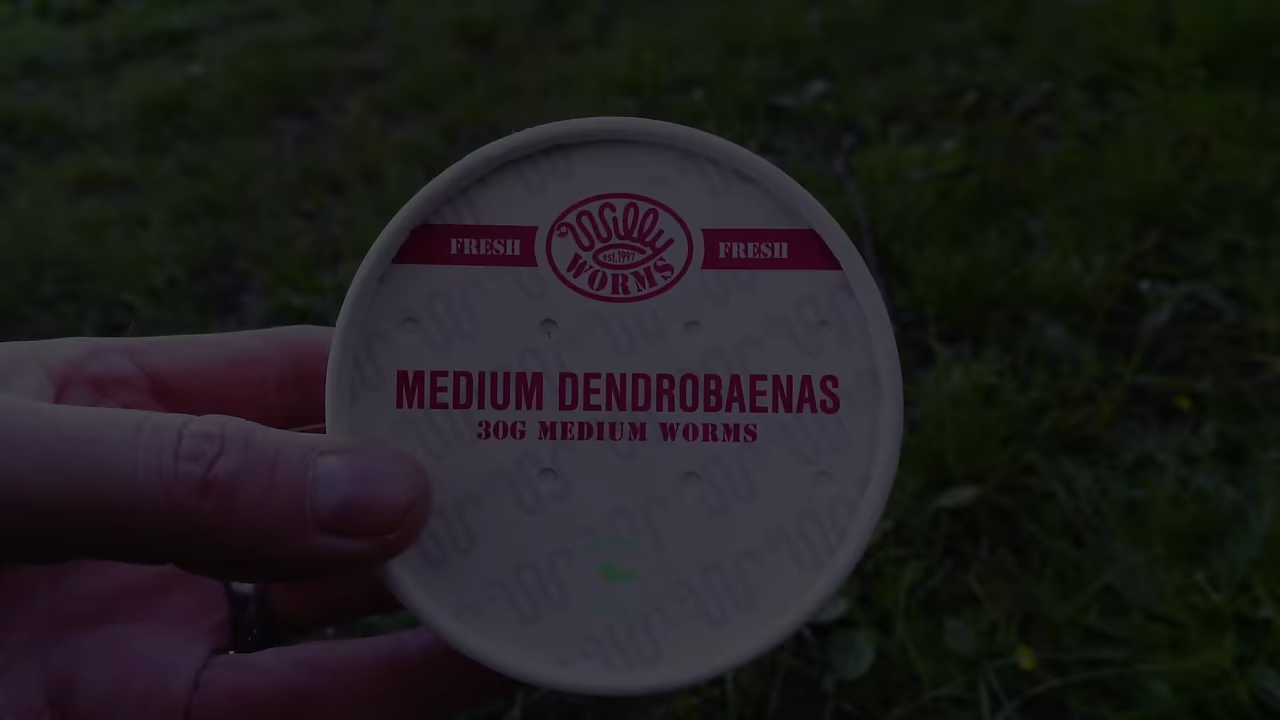 FRESH
Willy
est.1997
WORMS
FRESH
MEDIUM DENDROBAENAS
30G MEDIUM WORMS